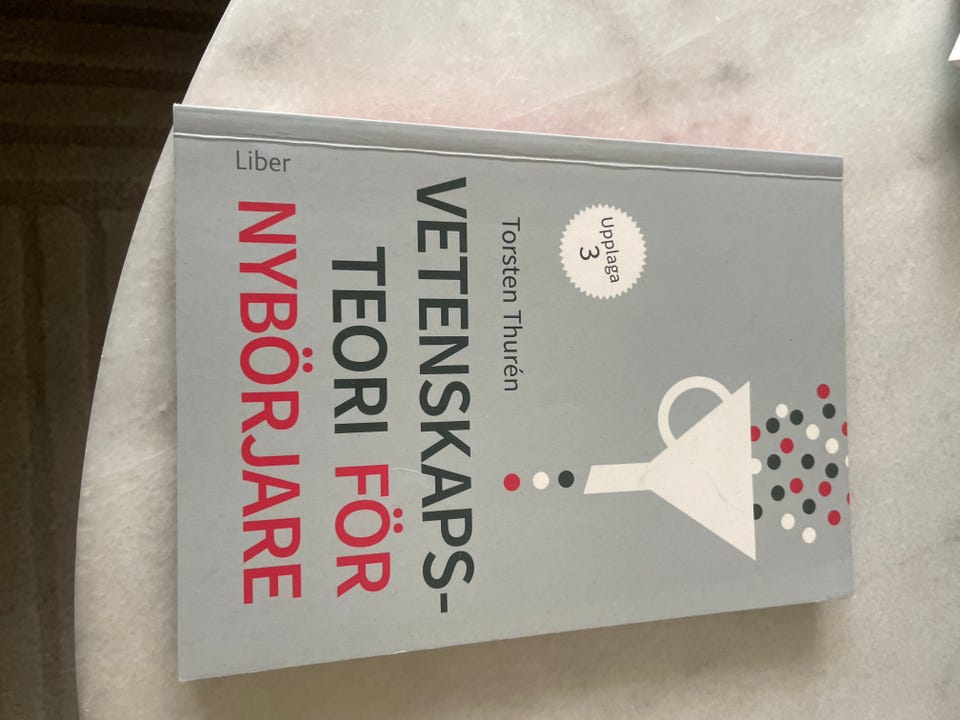 Upplaga
3
Torsten Thurén
VETENSKAPS-
TEORI FÖR
NYBÖRJARE
Liber